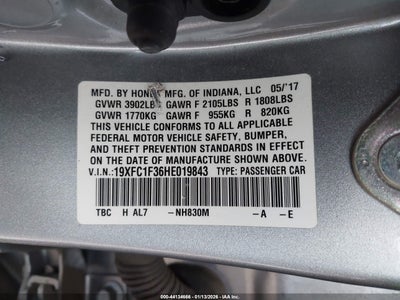 MFD. BY HONDA MFG. OF INDIANA, LLC 05/'17
GVWR 3902LBS GAWR F 2105LBS R 1808LBS
GVWR 1770KG GAWR F 955KG R 820KG
THIS VEHICLE CONFORMS TO ALL APPLICABLE
FEDERAL MOTOR VEHICLE SAFETY, BUMPER,
AND THEFT PREVENTION STANDARDS IN EFFECT
ON THE DATE OF MANUFACTURE SHOWN ABOVE.
V.I.N.:19XFC1F36HE019843 TYPE: PASSENGER CAR
TBC H AL7 -NH830M -A -E
© IAA 44134666 - 01/13/2026 - IAAI.COM